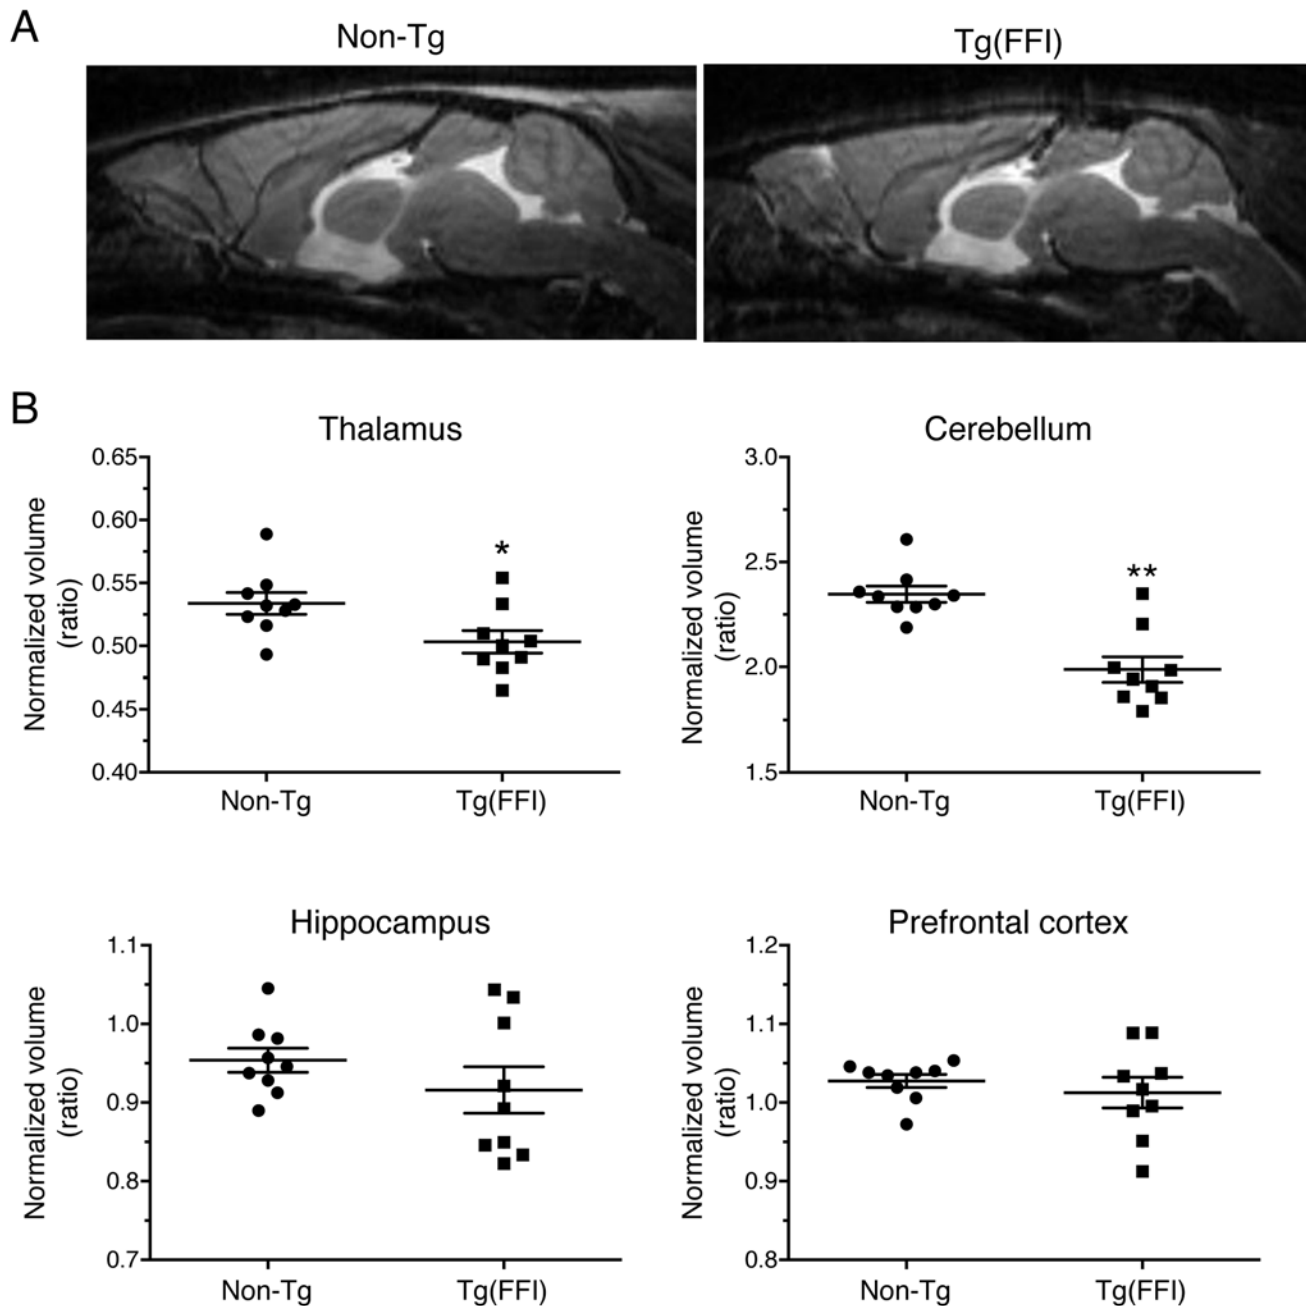 A
Non-Tg
Tg(FFI)
B
Thalamus
Normalized volume
(ratio)
0.65
0.60
0.55
0.50
0.45
0.40
*
Non-Tg
Tg(FFI)
Cerebellum
Normalized volume
(ratio)
3.0
2.5
2.0
1.5
**
Non-Tg
Tg(FFI)
Hippocampus
Normalized volume
(ratio)
1.1
1.0
0.9
0.8
0.7
Non-Tg
Tg(FFI)
Prefrontal cortex
Normalized volume
(ratio)
1.2
1.1
1.0
0.9
0.8
Non-Tg
Tg(FFI)